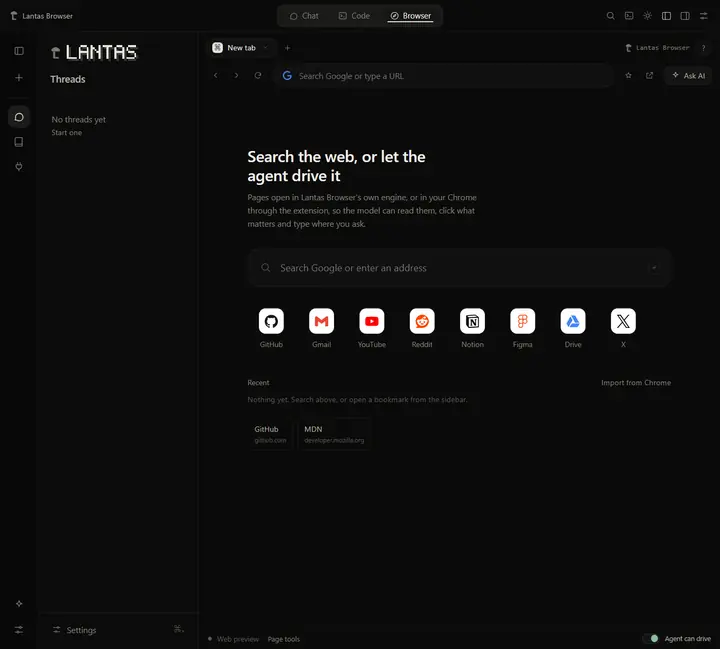 Lantas Browser
Chat
Code
Browser
LANTAS
Threads
No threads yet
Start one
Settings
New tab
Lantas Browser
?
Search Google or type a URL
Ask AI
Search the web, or let the
agent drive it
Pages open in Lantas Browser's own engine, or in your Chrome
through the extension, so the model can read them, click what
matters and type where you ask.
Search Google or enter an address
GitHub
Gmail
YouTube
Reddit
Notion
Figma
Drive
X
Recent
Import from Chrome
Nothing yet. Search above, or open a bookmark from the sidebar.
GitHub
github.com
MDN
developer.mozilla.org
Web preview
Page tools
Agent can drive